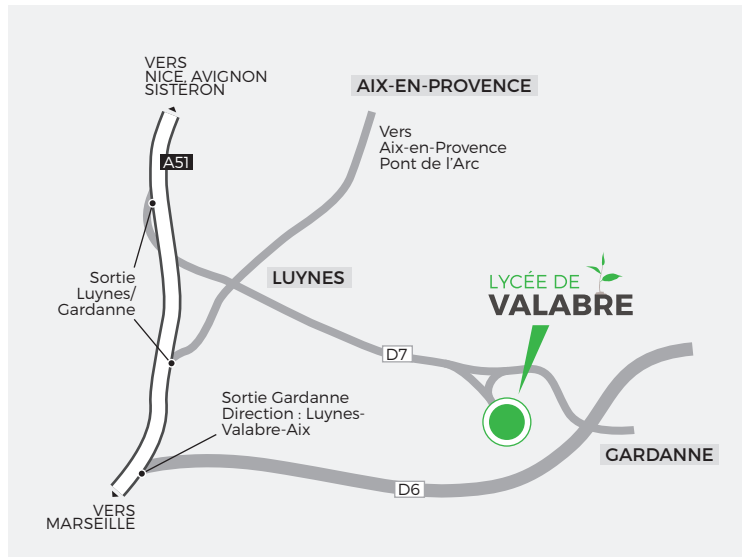 VERS
NICE, AVIGNON
SISTERON
AIX-EN-PROVENCE
Vers
Aix-en-Provence
Pont de l'Arc
A51
Sortie
Luynes/
Gardanne
LUYNES
LYCÉE DE
VALABRE
D7
Sortie Gardanne
Direction : Luynes-
Valabre-Aix
GARDANNE
D6
VERS
MARSEILLE